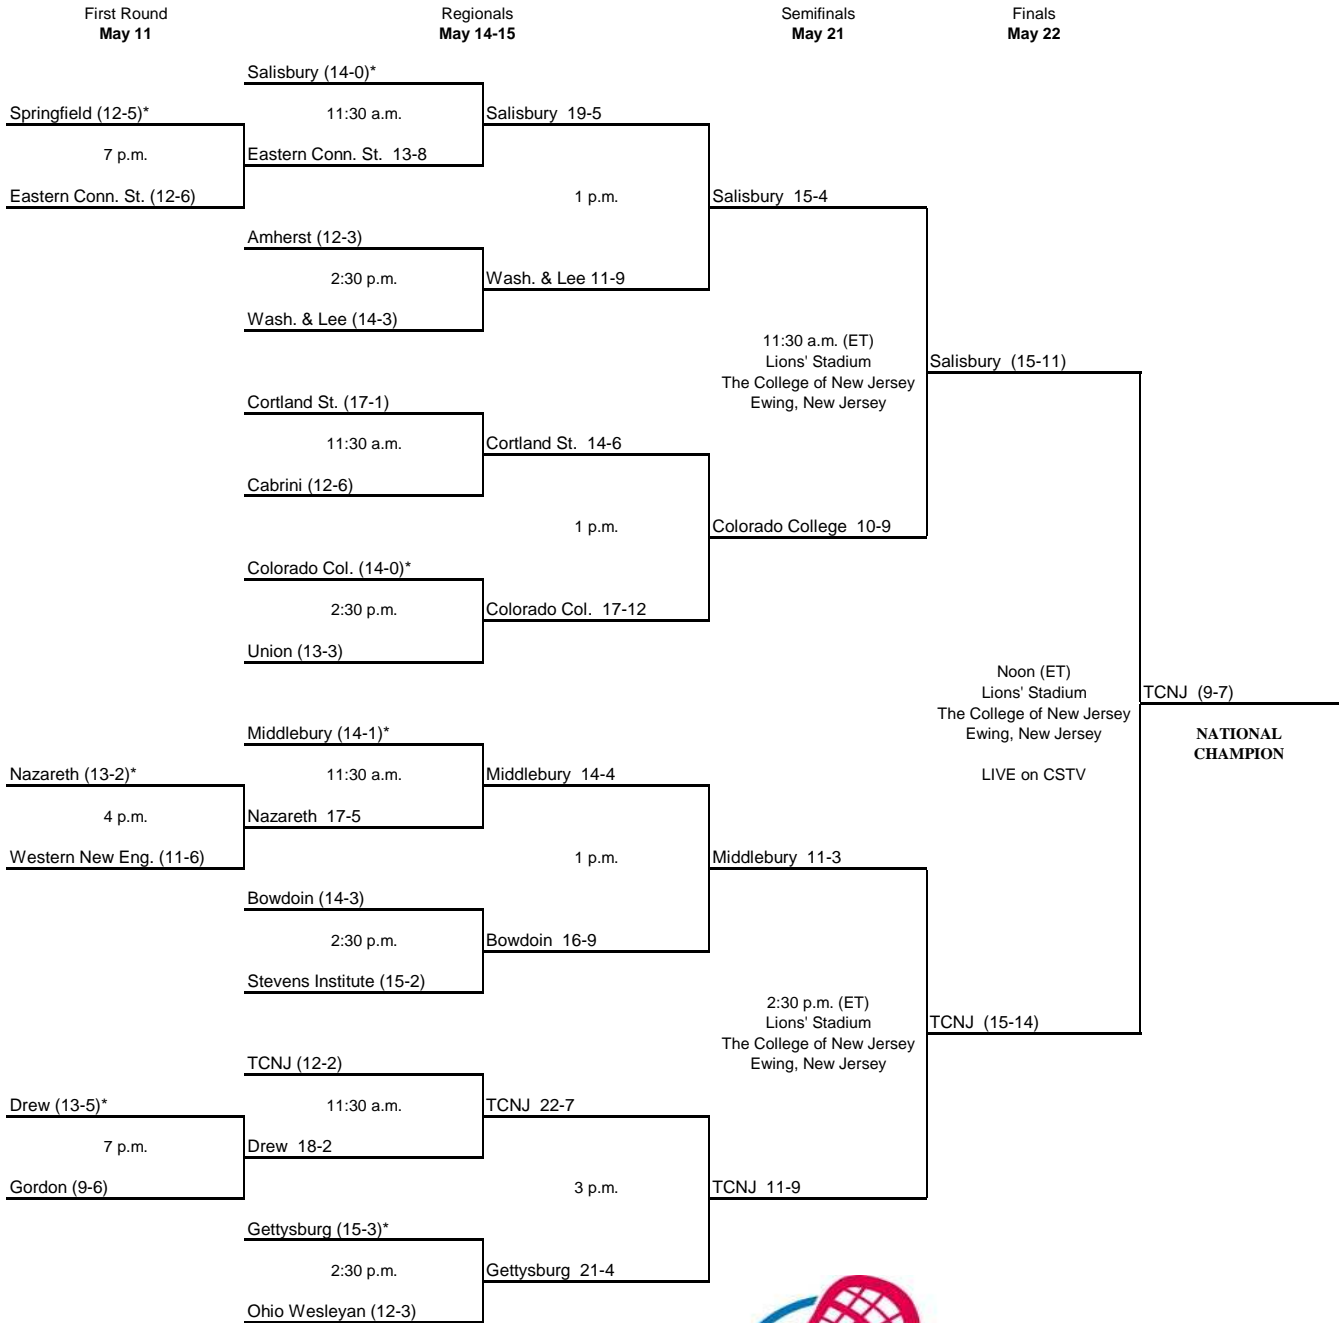 First Round
May 11
Regionals
May 14-15
Semifinals
May 21
Finals
May 22
Salisbury (14-0)*
Springfield (12-5)*
11:30 a.m.
Salisbury 19-5
7 p.m.
Eastern Conn. St. 13-8
Eastern Conn. St. (12-6)
1 p.m.
Salisbury 15-4
Amherst (12-3)
2:30 p.m.
Wash. & Lee 11-9
Wash. & Lee (14-3)
11:30 a.m. (ET)
Lions' Stadium
The College of New Jersey
Ewing, New Jersey
Salisbury (15-11)
Cortland St. (17-1)
11:30 a.m.
Cortland St. 14-6
Cabrini (12-6)
1 p.m.
Colorado College 10-9
Colorado Col. (14-0)*
2:30 p.m.
Colorado Col. 17-12
Union (13-3)
Noon (ET)
Lions' Stadium
The College of New Jersey
Ewing, New Jersey
LIVE on CSTV
TCNJ (9-7)
NATIONAL
CHAMPION
Middlebury (14-1)*
Nazareth (13-2)*
11:30 a.m.
Middlebury 14-4
4 p.m.
Nazareth 17-5
Western New Eng. (11-6)
1 p.m.
Middlebury 11-3
Bowdoin (14-3)
2:30 p.m.
Bowdoin 16-9
Stevens Institute (15-2)
2:30 p.m. (ET)
Lions' Stadium
The College of New Jersey
Ewing, New Jersey
TCNJ (15-14)
TCNJ (12-2)
Drew (13-5)*
11:30 a.m.
TCNJ 22-7
7 p.m.
Drew 18-2
Gordon (9-6)
3 p.m.
TCNJ 11-9
Gettysburg (15-3)*
2:30 p.m.
Gettysburg 21-4
Ohio Wesleyan (12-3)